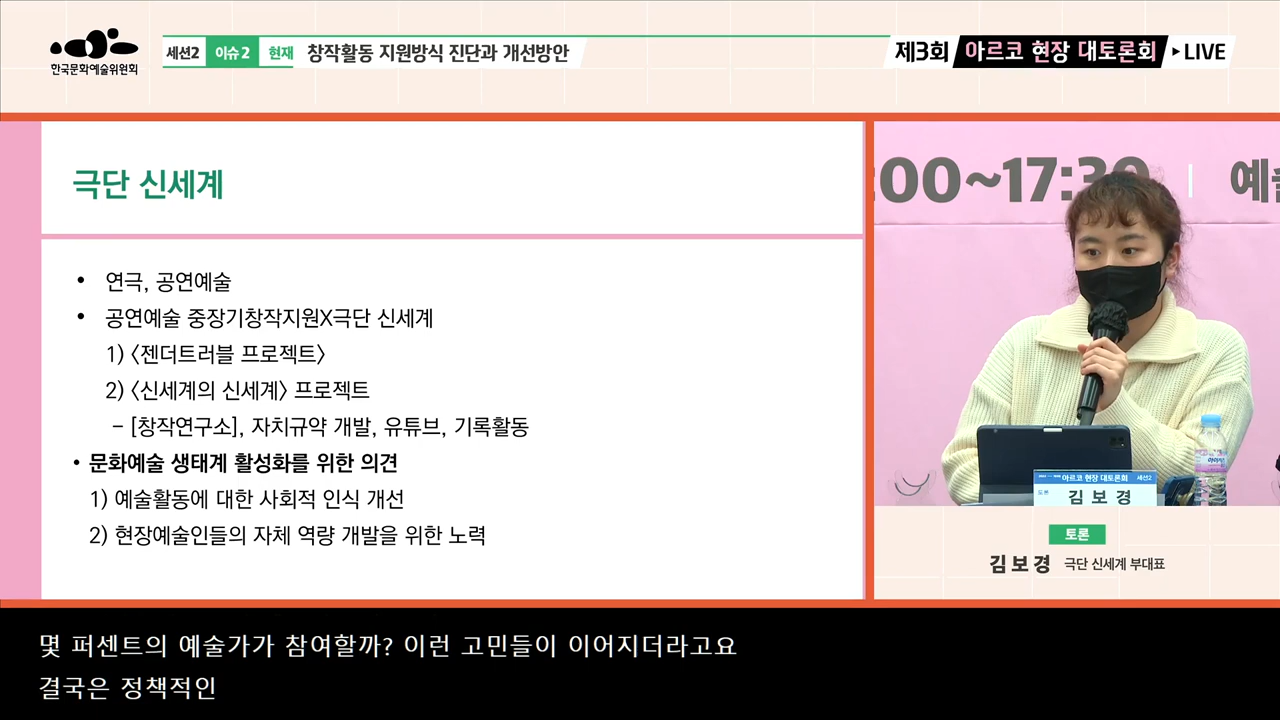 한국문화예술위원회
세션2 이슈 2 현재 창작활동 지원방식 진단과 개선방안
제3회 아르코 현장 대토론회 LIVE
극단 신세계
• 연극, 공연예술
• 공연예술 중장기창작지원X극단 신세계
1) 〈젠더트러블 프로젝트〉
2) 〈신세계의 신세계〉 프로젝트
– [창작연구소], 자치규약 개발, 유튜브, 기록활동
• 문화예술 생태계 활성화를 위한 의견
1) 예술활동에 대한 사회적 인식 개선
2) 현장예술인들의 자체 역량 개발을 위한 노력
:00~17:30
아르코 현장 대토론회 세션2
토론
김보경
토론
김보경 극단 신세계 부대표
몇 퍼센트의 예술가가 참여할까? 이런 고민들이 이어지더라고요
결국은 정책적인